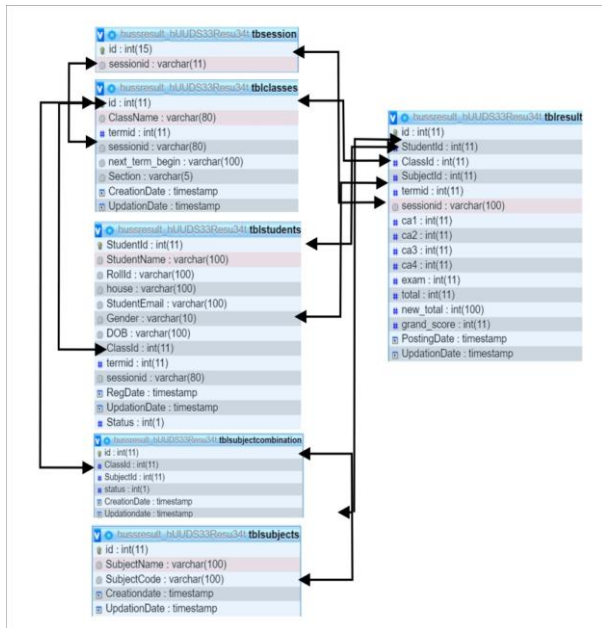 hussresult_hUUDS33Resu34t tbsession
id : int(15)
sessionid : varchar(11)
hussresult_hUUDS33Resu34t tblclasses
id : int(11)
ClassName : varchar(80)
termid : int(11)
sessionid : varchar(80)
next_term_begin : varchar(100)
Section : varchar(5)
CreationDate : timestamp
UpdationDate : timestamp
hussresult_hUUDS33Resu34t tblstudents
StudentId : int(11)
StudentName : varchar(100)
RollId : varchar(100)
house : varchar(100)
StudentEmail : varchar(100)
Gender : varchar(10)
DOB : varchar(100)
ClassId : int(11)
termid : int(11)
sessionid : varchar(80)
RegDate : timestamp
UpdationDate : timestamp
Status : int(1)
hussresult_hUUDS33Resu34t tblsubjectcombination
id : int(11)
ClassId : int(11)
SubjectId : int(11)
status : int(1)
CreationDate : timestamp
Updationdate : timestamp
hussresult_hUUDS33Resu34t tblsubjects
id : int(11)
SubjectName : varchar(100)
SubjectCode : varchar(100)
Creationdate : timestamp
UpdationDate : timestamp
hussresult_hUUDS33Resu34t tblresult
id : int(11)
StudentId : int(11)
ClassId : int(11)
SubjectId : int(11)
termid : int(11)
sessionid : varchar(100)
ca1 : int(11)
ca2 : int(11)
ca3 : int(11)
ca4 : int(11)
exam : int(11)
total : int(11)
new_total : int(100)
grand_score : int(11)
PostingDate : timestamp
UpdationDate : timestamp